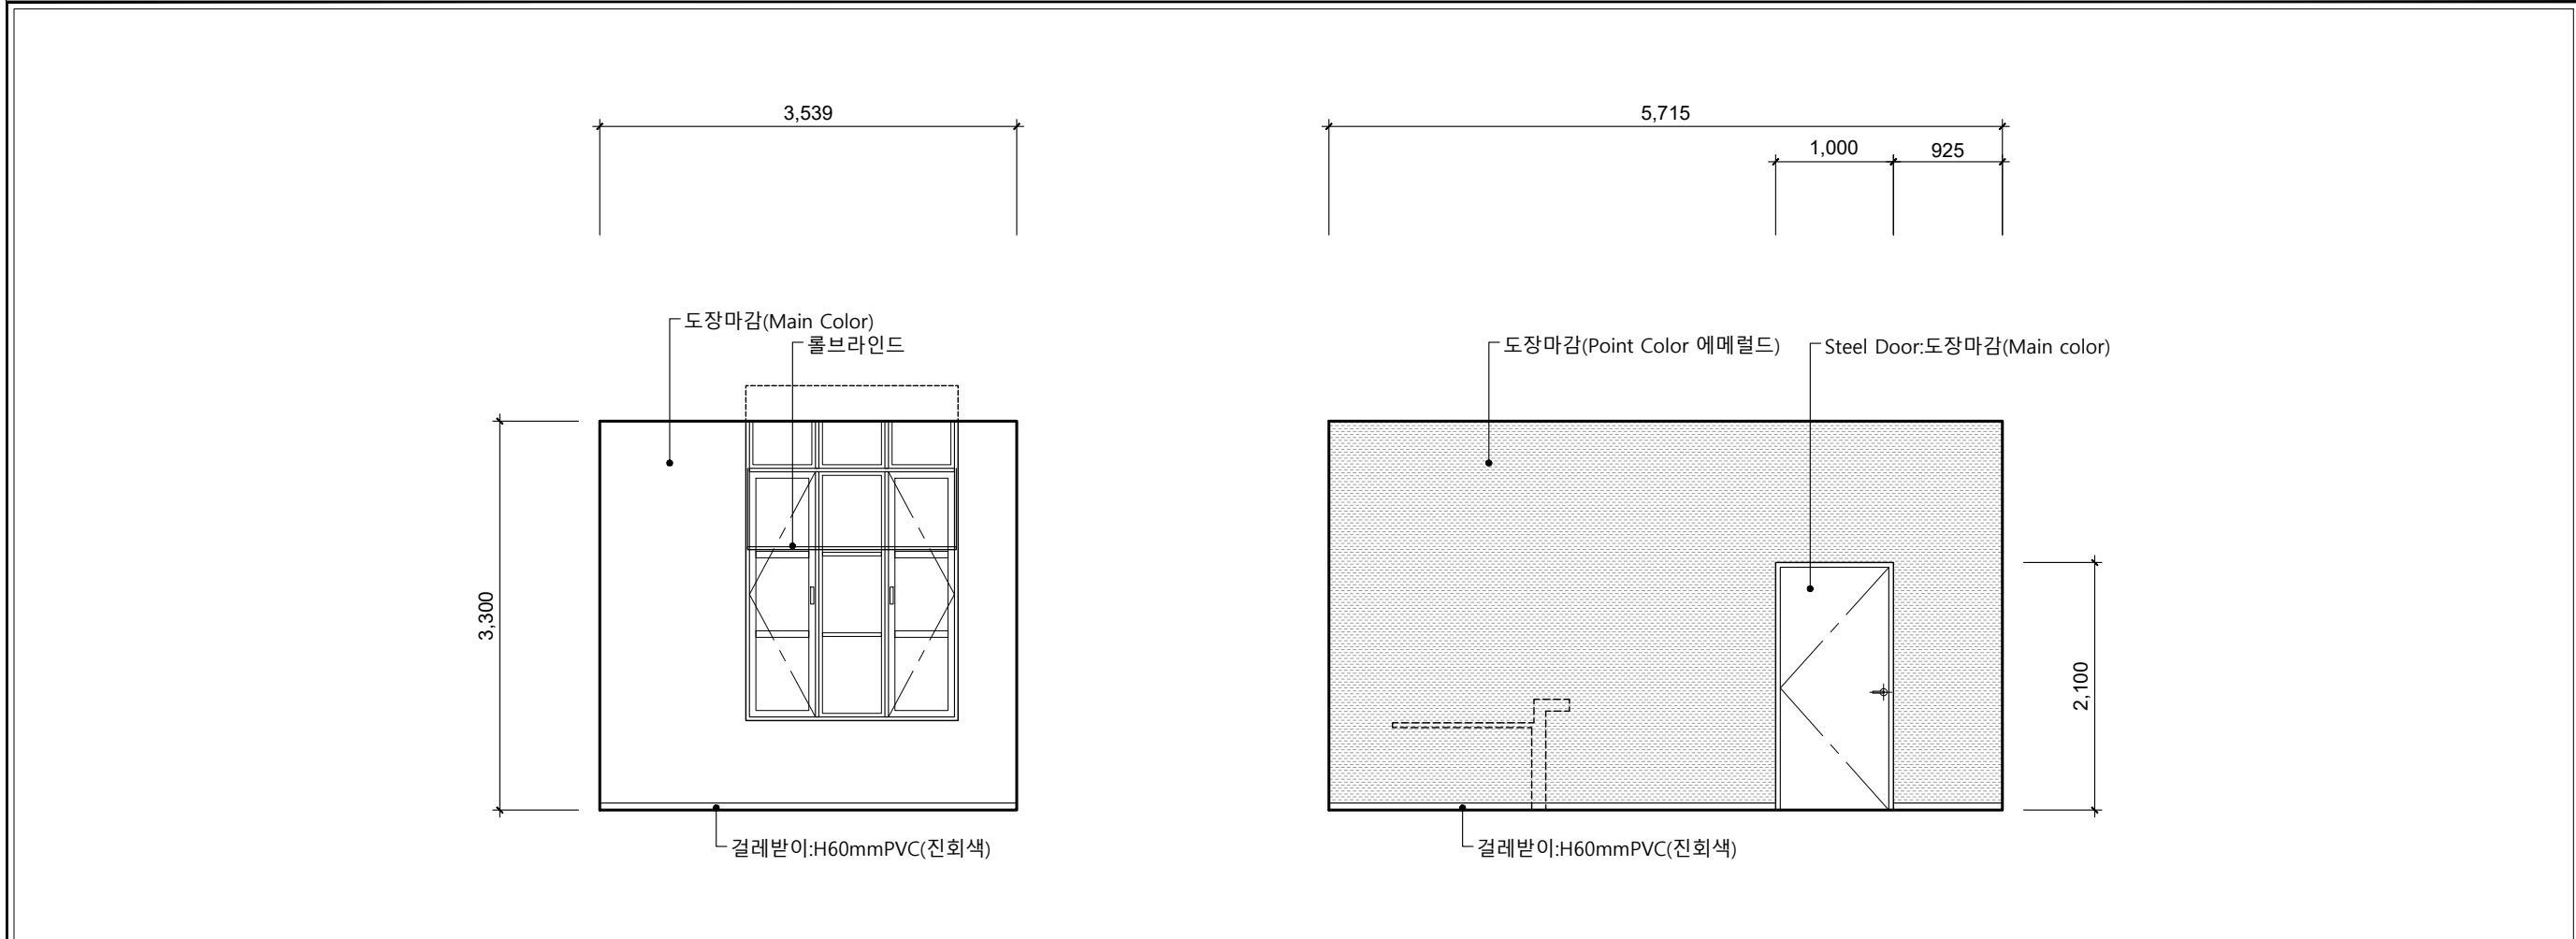 3,539
5,715
1,000
925
도장마감(Main Color)
롤브라인드
도장마감(Point Color 에메럴드)
Steel Door:도장마감(Main color)
3,300
2,100
걸레받이:H60mmPVC(진회색)
걸레받이:H60mmPVC(진회색)